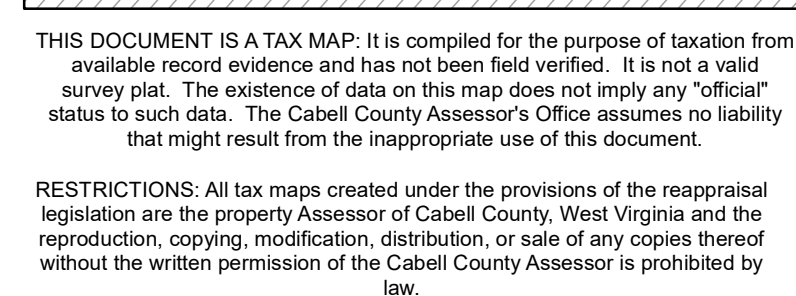 THIS DOCUMENT IS A TAX MAP: It is compiled for the purpose of taxation from
available record evidence and has not been field verified.  It is not a valid
survey plat.  The existence of data on this map does not imply any "official"
status to such data.  The Cabell County Assessor's Office assumes no liability
that might result from the inappropriate use of this document.
RESTRICTIONS: All tax maps created under the provisions of the reappraisal
legislation are the property Assessor of Cabell County, West Virginia and the
reproduction, copying, modification, distribution, or sale of any copies thereof
without the written permission of the Cabell County Assessor is prohibited by
law.